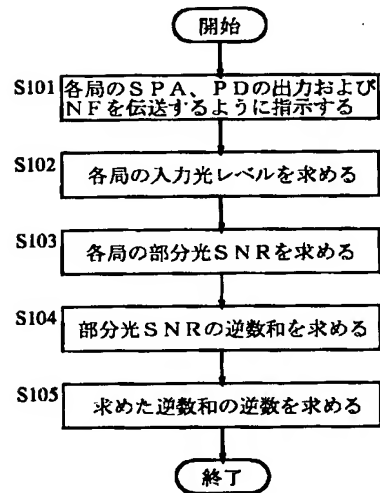 開始
S101
各局のＳＰＡ、ＰＤの出力および
ＮＦを伝送するように指示する
S102
各局の入力光レベルを求める
S103
各局の部分光ＳＮＲを求める
S104
部分光ＳＮＲの逆数和を求める
S105
求めた逆数和の逆数を求める
終了